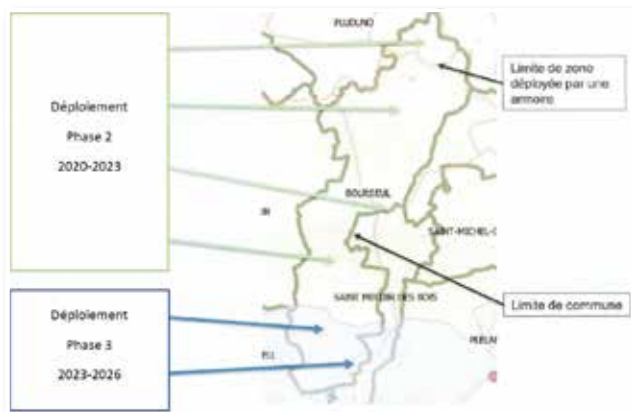 Déploiement
Phase 2
2020-2023
Déploiement
Phase 3
2023-2026
PLUDUNO
BOURSEUL
SAINT-MICHEL-
SAINT MELOIR DES BOIS
Limite de zone
déployée par une
armoire
Limite de commune